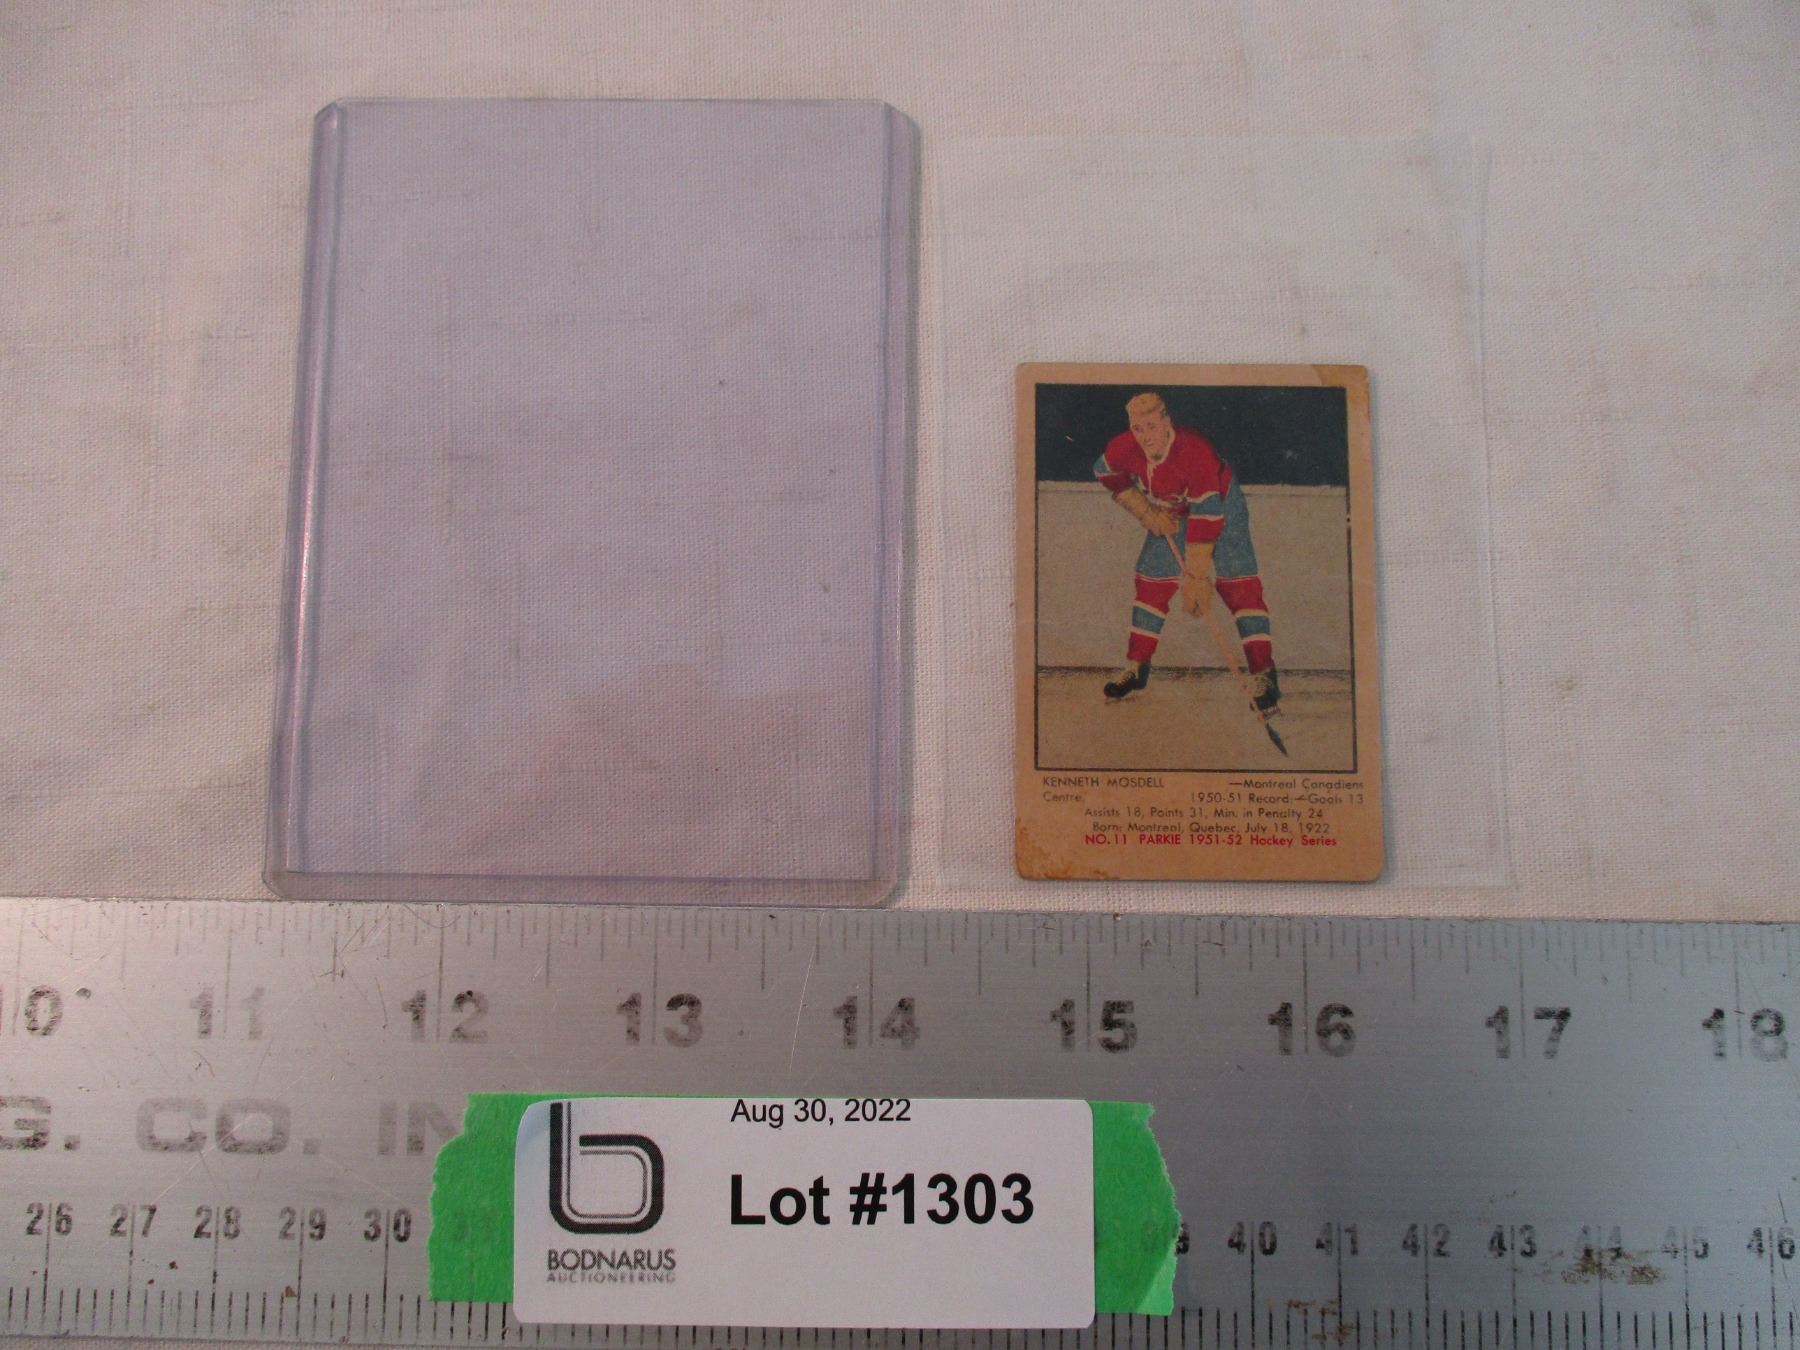 KENNETH MOSDELL —Montreal Canadiens
Centre. 1950-51 Record:—Goals 13
Assists 18, Points 31, Min. in Penalty 24
Born: Montreal, Quebec, July 18, 1922
NO. 11 PARKIE 1951-52 Hockey Series
10 11 12 13 14 15 16 17 18
G. CO. IN
26 27 28 29 30 40 41 42 43 44 45 46
Aug 30, 2022
Lot #1303
BODNARUS
AUCTIONEERING